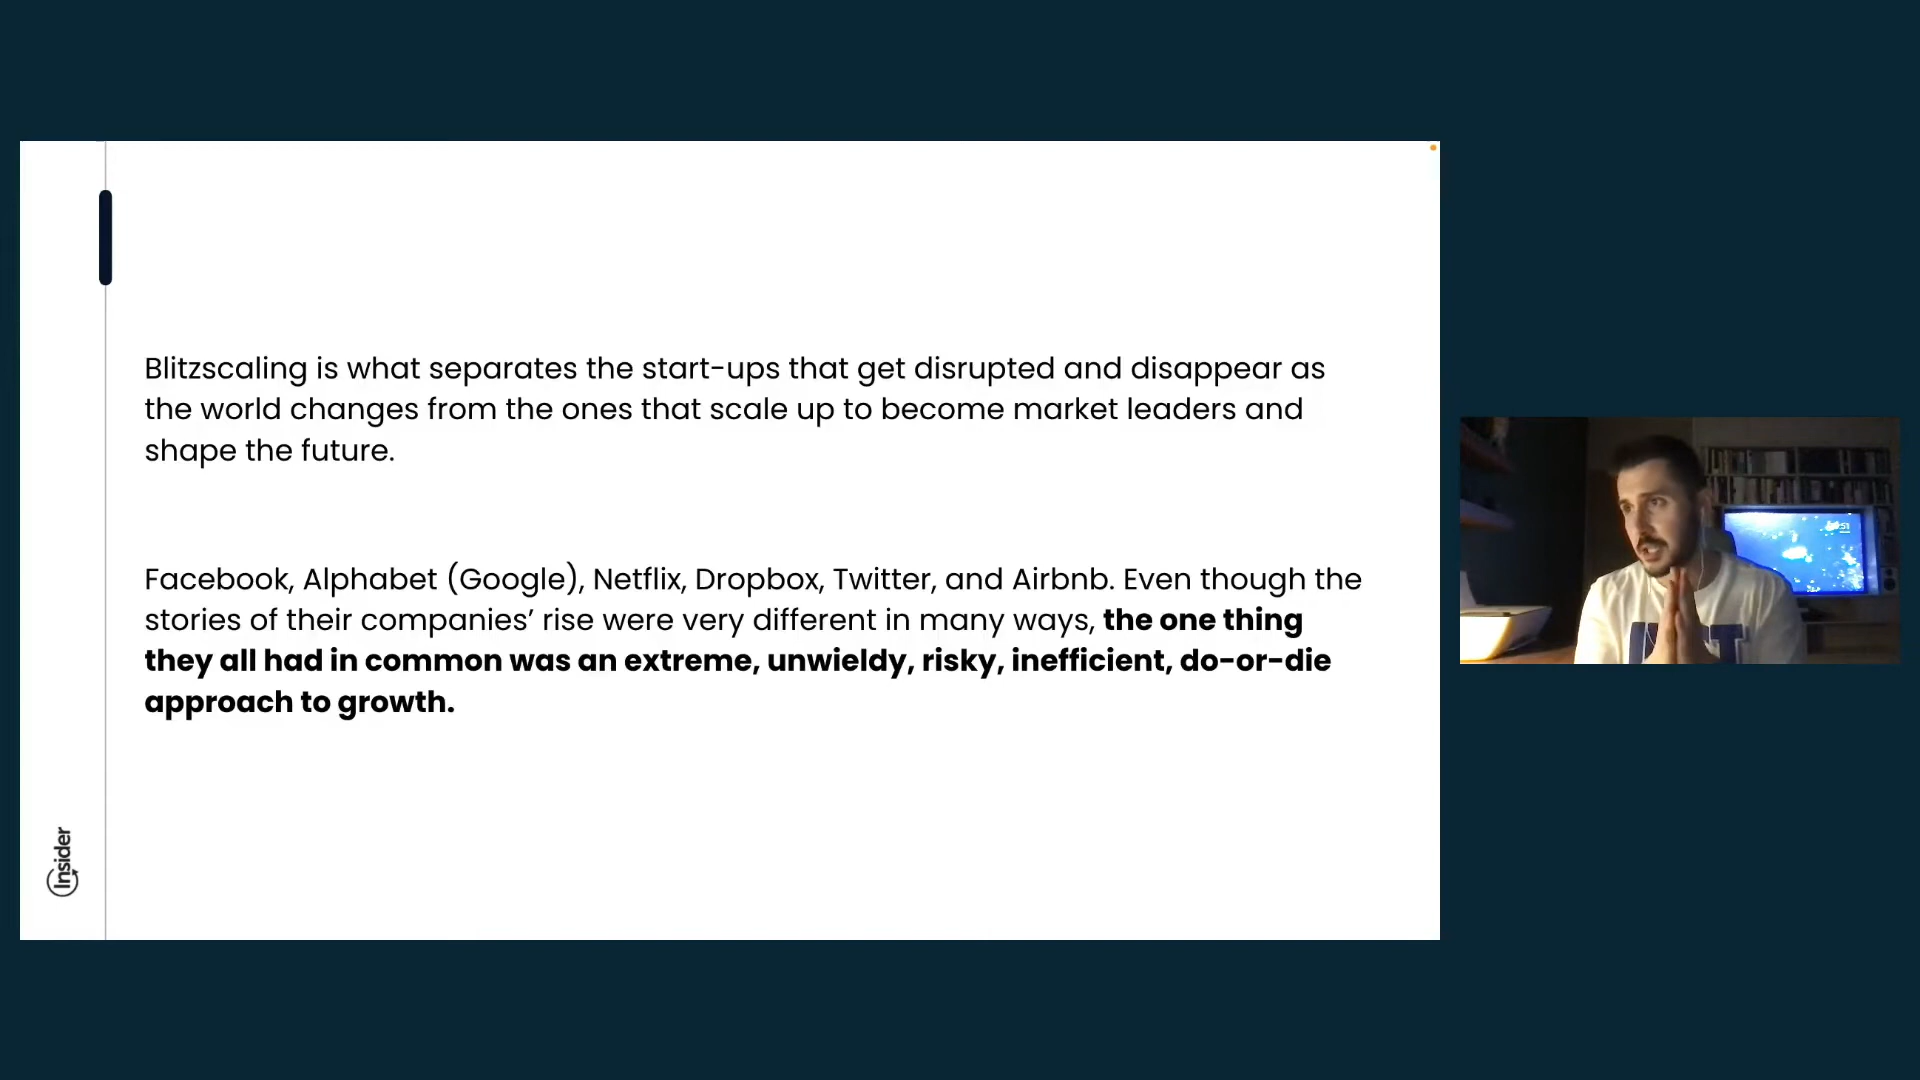 Blitzscaling is what separates the start-ups that get disrupted and disappear as
the world changes from the ones that scale up to become market leaders and
shape the future.
Facebook, Alphabet (Google), Netflix, Dropbox, Twitter, and Airbnb. Even though the
stories of their companies’ rise were very different in many ways, the one thing
they all had in common was an extreme, unwieldy, risky, inefficient, do-or-die
approach to growth.
Insider